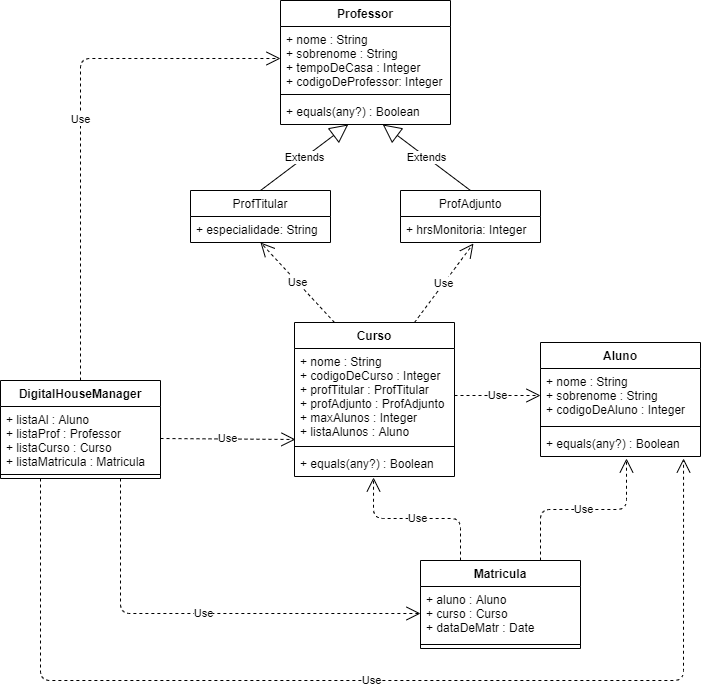 Professor
+ nome : String
+ sobrenome : String
+ tempoDeCasa : Integer
+ codigoDeProfessor: Integer
+ equals(any?) : Boolean
Use
Extends
Extends
ProfTitular
+ especialidade: String
ProfAdjunto
+ hrsMonitoria: Integer
Use
Use
Curso
+ nome : String
+ codigoDeCurso : Integer
+ profTitular : ProfTitular
+ profAdjunto : ProfAdjunto
+ maxAlunos : Integer
+ listaAlunos : Aluno
+ equals(any?) : Boolean
Use
Aluno
+ nome : String
+ sobrenome : String
+ codigoDeAluno : Integer
+ equals(any?) : Boolean
DigitalHouseManager
+ listaAl : Aluno
+ listaProf : Professor
+ listaCurso : Curso
+ listaMatricula : Matricula
Use
Use
Use
Matricula
+ aluno : Aluno
+ curso : Curso
+ dataDeMatr : Date
Use
Use